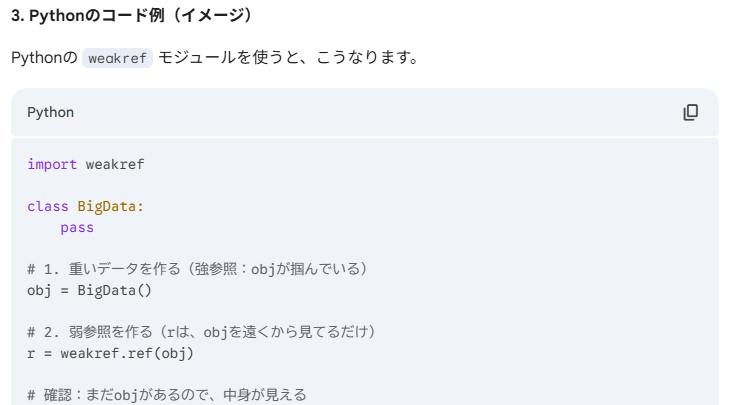 3. Pythonのコード例（イメージ）
Pythonの weakref モジュールを使うと、こうなります。
Python
import weakref
class BigData:
    pass
# 1. 重いデータを作る（強参照：objが掴んでいる）
obj = BigData()
# 2. 弱参照を作る（rは、objを遠くから見てるだけ）
r = weakref.ref(obj)
# 確認：まだobjがあるので、中身が見える